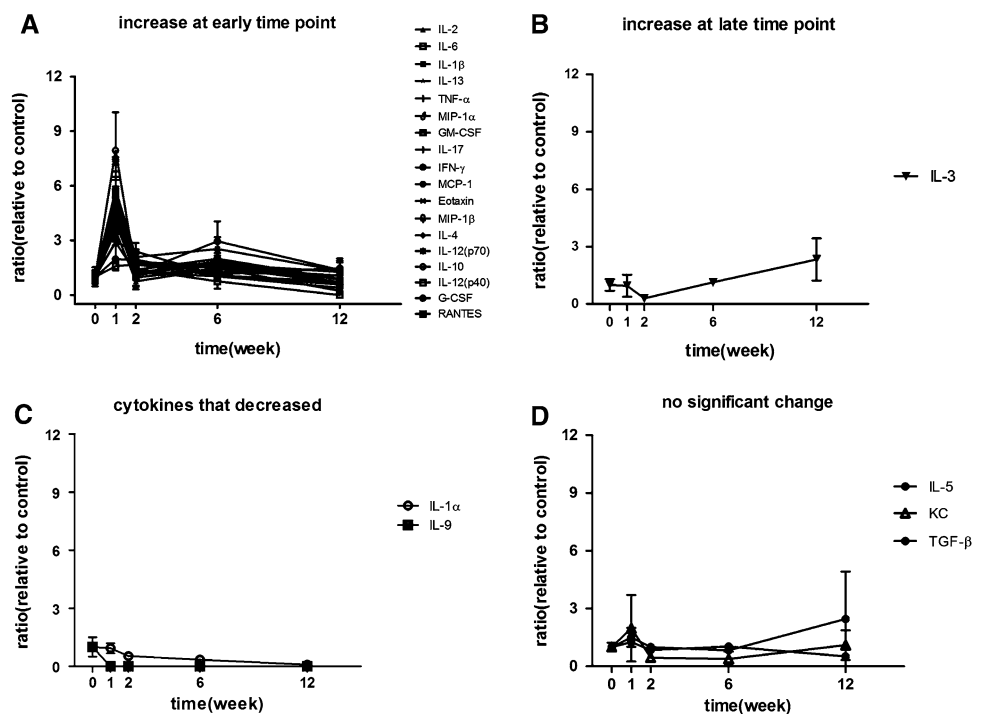 A
increase at early time point
ratio(relative to control)
12
9
6
3
0
0 1 2 6 12
time(week)
IL-2
IL-6
IL-1β
IL-13
TNF-α
MIP-1α
GM-CSF
IL-17
IFN-γ
MCP-1
Eotaxin
MIP-1β
IL-4
IL-12(p70)
IL-10
IL-12(p40)
G-CSF
RANTES
B
increase at late time point
ratio(relative to control)
12
9
6
3
0
0 1 2 6 12
time(week)
IL-3
C
cytokines that decreased
ratio(relative to control)
12
9
6
3
0
0 1 2 6 12
time(week)
IL-1α
IL-9
D
no significant change
ratio(relative to control)
12
9
6
3
0
0 1 2 6 12
time(week)
IL-5
KC
TGF-β